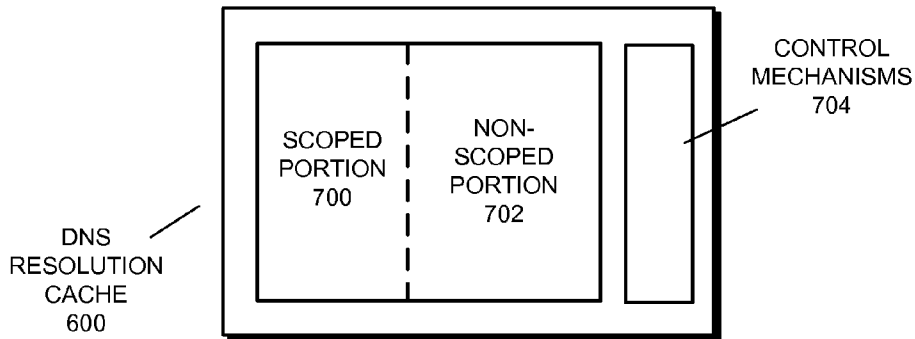 CONTROL
MECHANISMS
704
SCOPED
PORTION
700
NON-
SCOPED
PORTION
702
DNS
RESOLUTION
CACHE
600